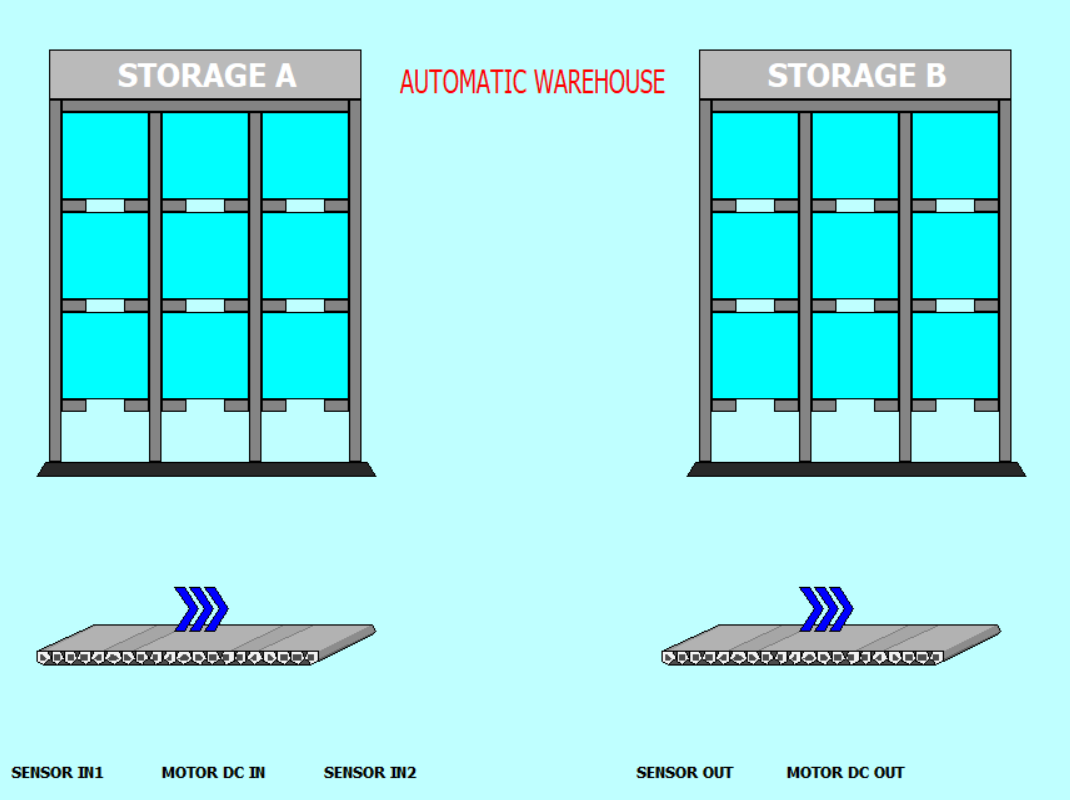 STORAGE A
AUTOMATIC WAREHOUSE
STORAGE B
SENSOR IN1
MOTOR DC IN
SENSOR IN2
SENSOR OUT
MOTOR DC OUT